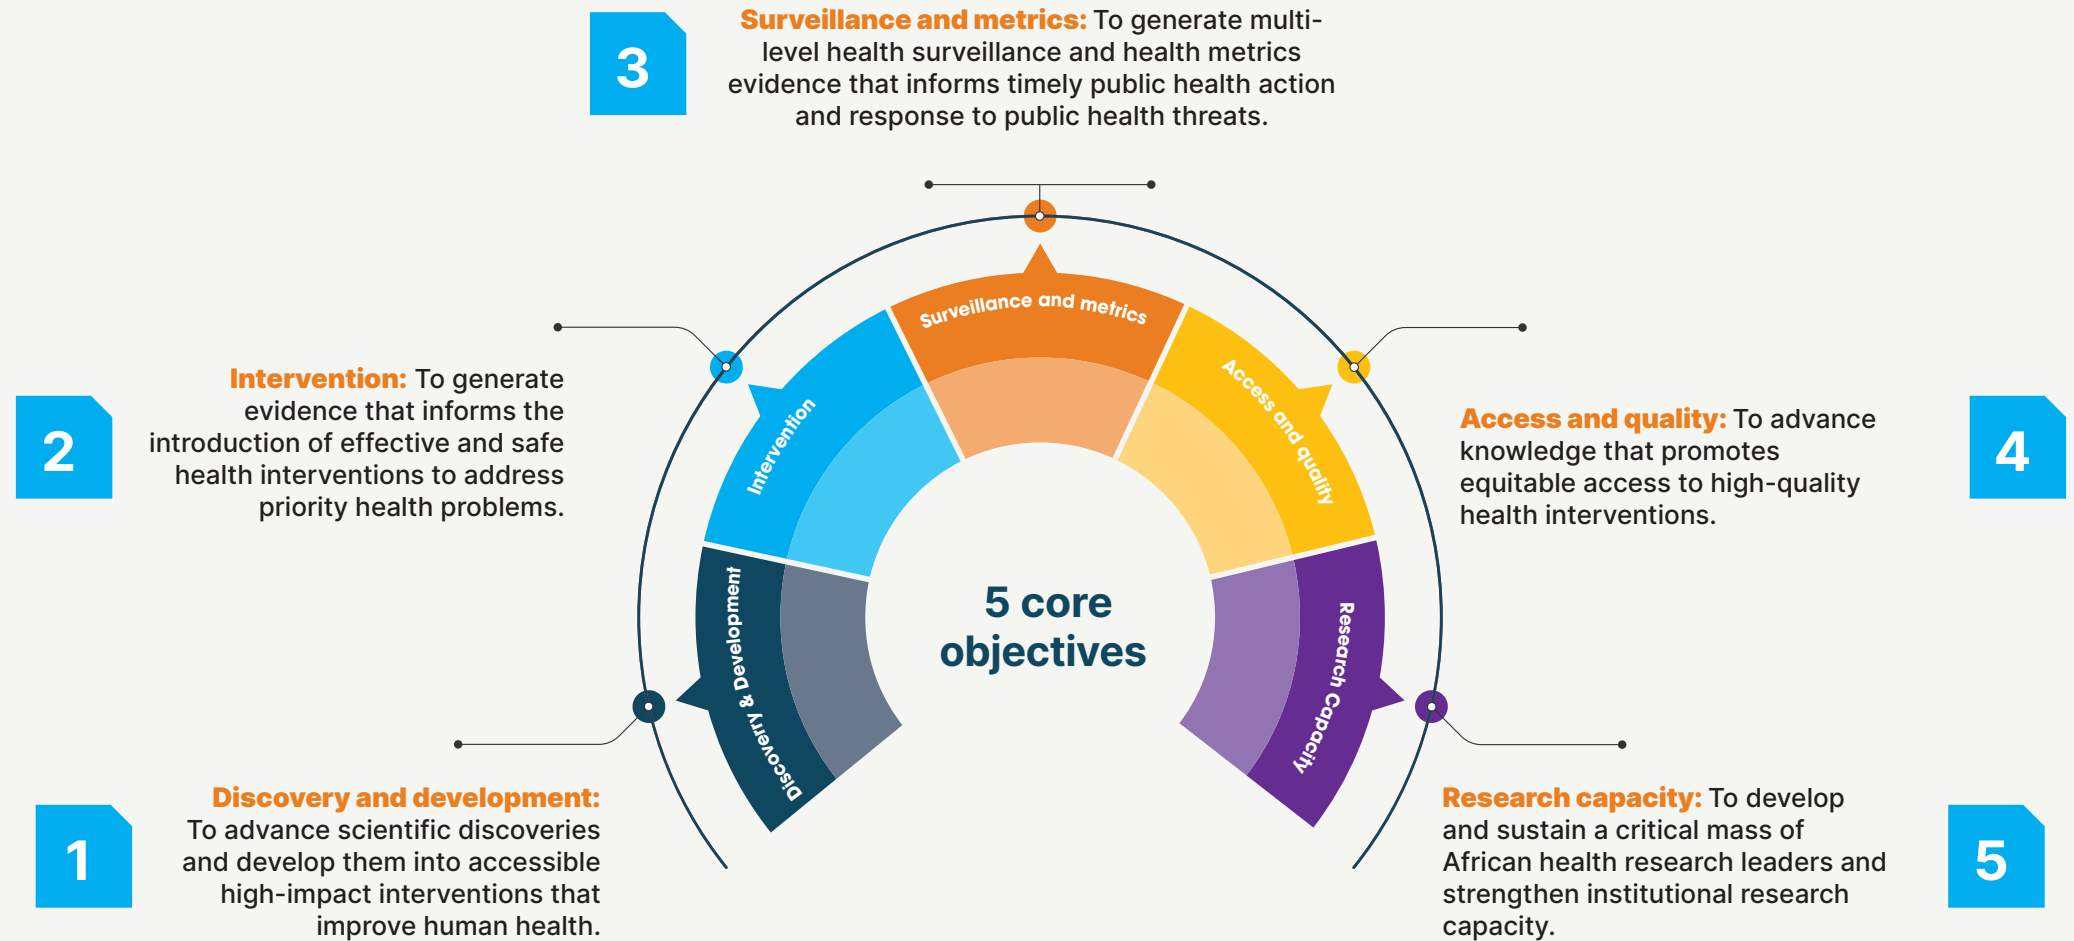 3
Surveillance and metrics: To generate multi-
level health surveillance and health metrics
evidence that informs timely public health action
and response to public health threats.
2
Intervention: To generate
evidence that informs the
introduction of effective and safe
health interventions to address
priority health problems.
4
Access and quality: To advance
knowledge that promotes
equitable access to high-quality
health interventions.
1
Discovery and development:
To advance scientific discoveries
and develop them into accessible
high-impact interventions that
improve human health.
5
Research capacity: To develop
and sustain a critical mass of
African health research leaders and
strengthen institutional research
capacity.
Discoverry & Development
Intervention
Surveillance and metrics
Access and quality
Research Capacity
5 core
objectives